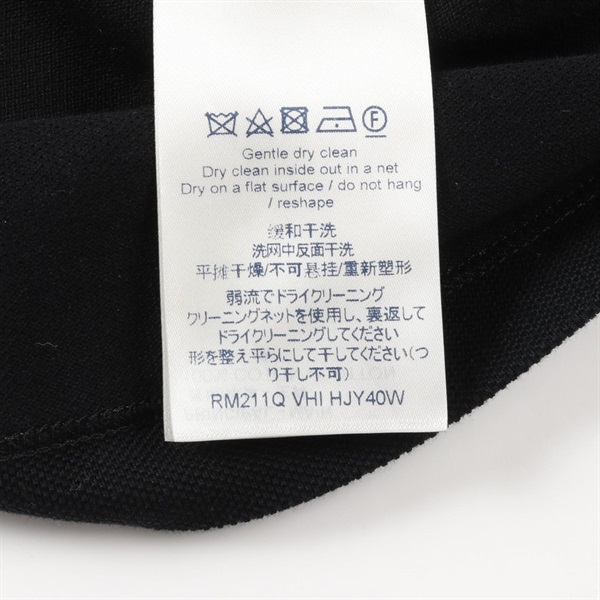 F
Gentle dry clean
Dry clean inside out in a net
Dry on a flat surface / do not hang
/ reshape
缓和干洗
洗网中反面干洗
平摊干燥/不可悬挂/重新塑形
弱流でドライクリーニング
クリーニングネットを使用し、裏返して
ドライクリーニングしてください
形を整え平らにして干してください(つ
り干し不可)
RM211Q VHI HJY40W